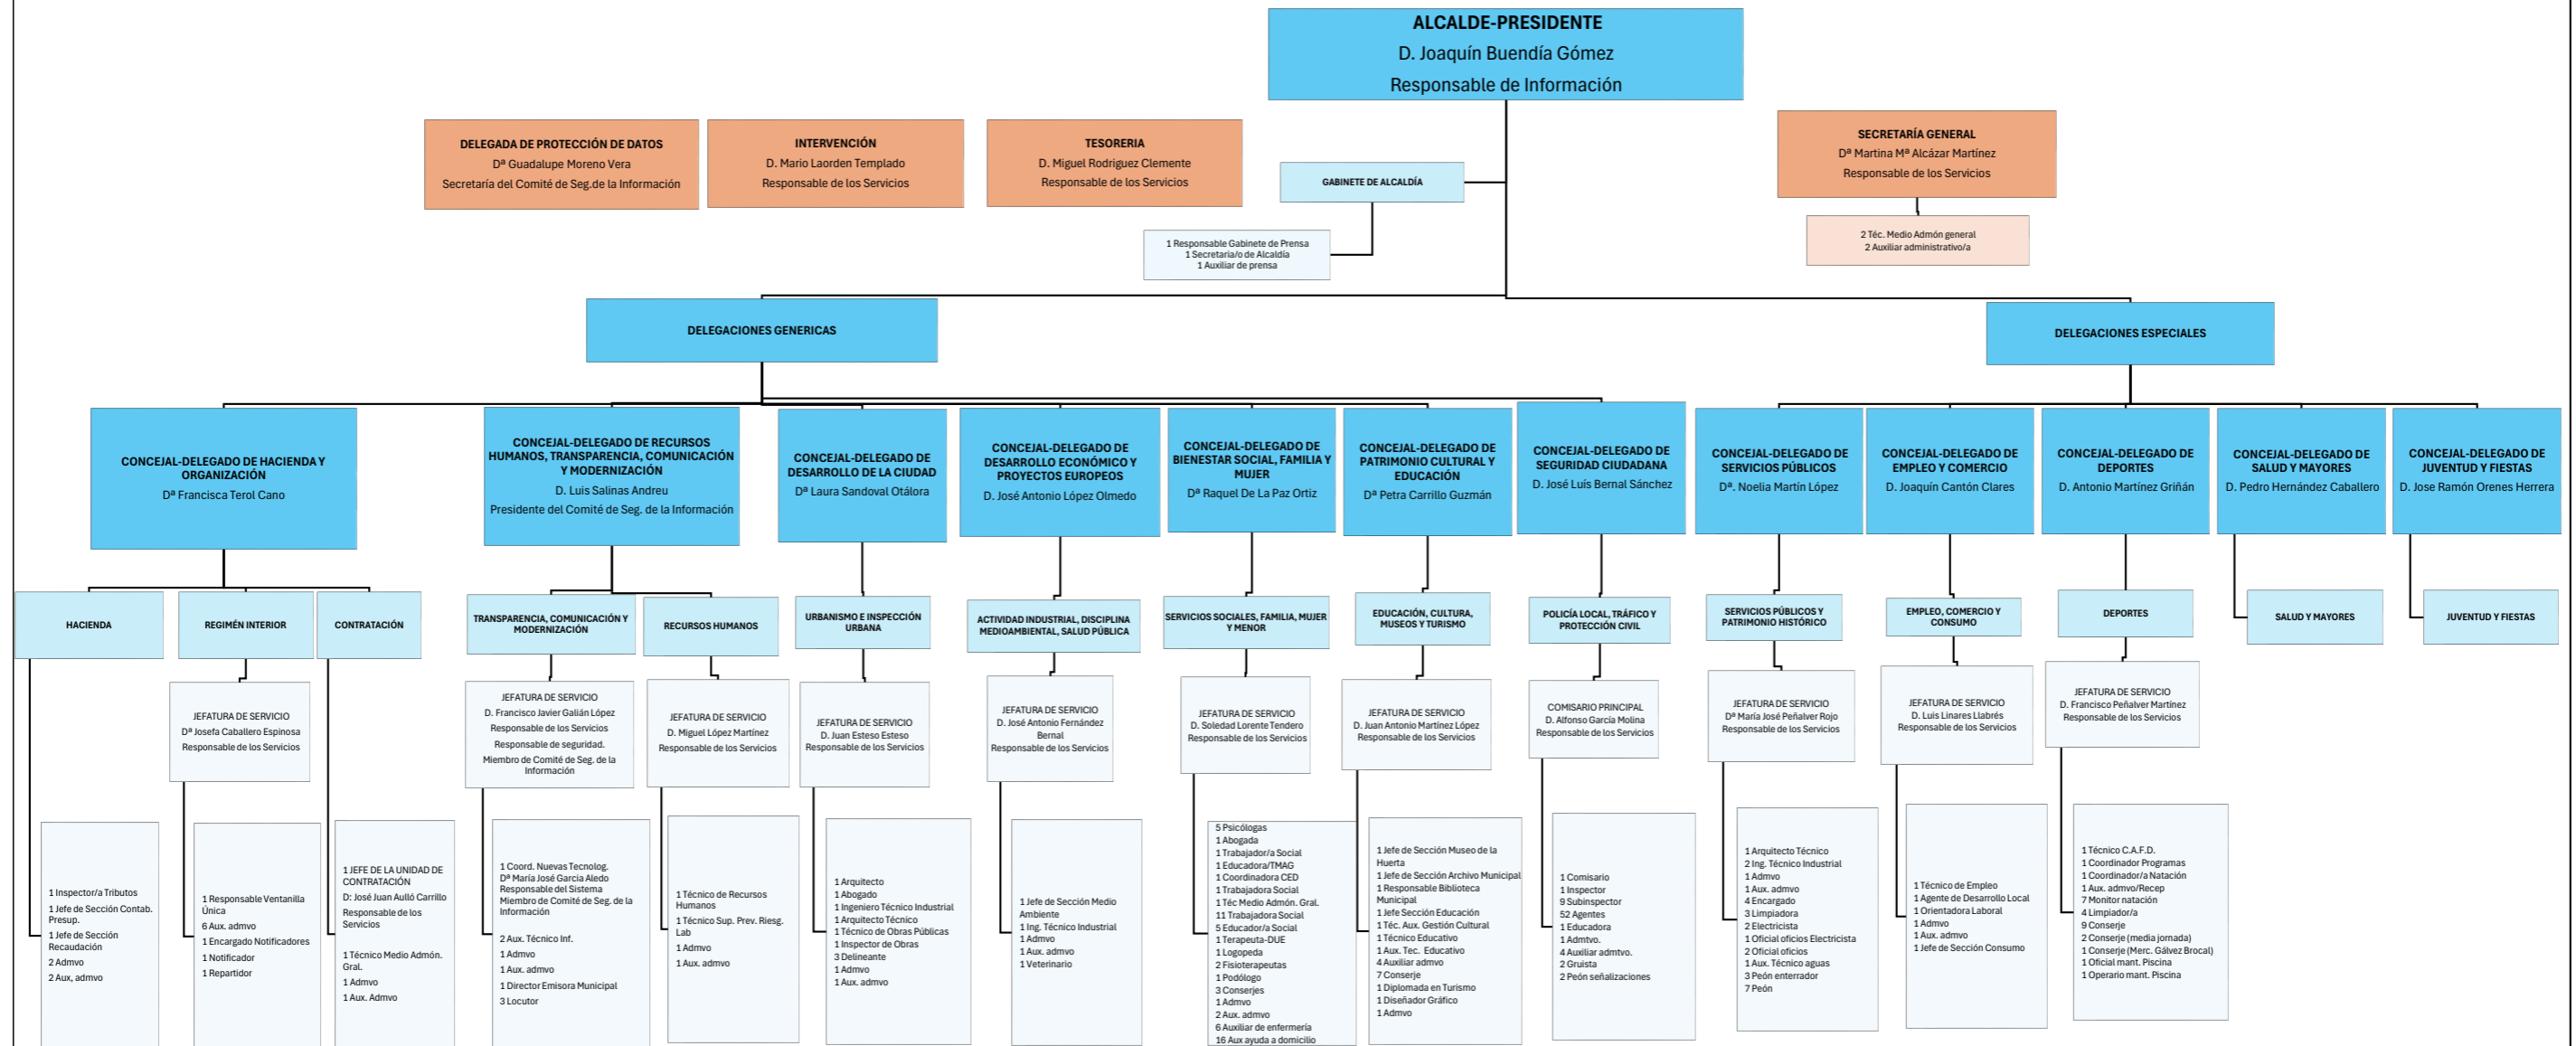 ALCALDE-PRESIDENTE
D. Joaquín Buendía Gómez
Responsable de Información
DELEGADA DE PROTECCIÓN DE DATOS
Dª Guadalupe Moreno Vera
Secretaría del Comité de Seg.de la Información
INTERVENCIÓN
D. Mario Laorden Templado
Responsable de los Servicios
TESORERIA
D. Miguel Rodriguez Clemente
Responsable de los Servicios
GABINETE DE ALCALDÍA
1 Responsable Gabinete de Prensa
1 Secretaria/o de Alcaldía
1 Auxiliar de prensa
SECRETARÍA GENERAL
Dª Martina Mª Alcázar Martínez
Responsable de los Servicios
2 Téc. Medio Admón general
2 Auxiliar administrativo/a
DELEGACIONES GENERICAS
DELEGACIONES ESPECIALES
CONCEJAL-DELEGADO DE HACIENDA Y
ORGANIZACIÓN
Dª Francisca Terol Cano
CONCEJAL-DELEGADO DE RECURSOS
HUMANOS, TRANSPARENCIA, COMUNICACIÓN
Y MODERNIZACIÓN
D. Luis Salinas Andreu
Presidente del Comité de Seg. de la Información
CONCEJAL-DELEGADO DE
DESARROLLO DE LA CIUDAD
Dª Laura Sandoval Otálora
CONCEJAL-DELEGADO DE
DESARROLLO ECONÓMICO Y
PROYECTOS EUROPEOS
D. José Antonio López Olmedo
CONCEJAL-DELEGADO DE
BIENESTAR SOCIAL, FAMILIA Y
MUJER
Dª Raquel De La Paz Ortiz
CONCEJAL-DELEGADO DE
PATRIMONIO CULTURAL Y
EDUCACIÓN
Dª Petra Carrillo Guzmán
CONCEJAL-DELEGADO DE
SEGURIDAD CIUDADANA
D. José Luís Bernal Sánchez
CONCEJAL-DELEGADO DE
SERVICIOS PÚBLICOS
Dª. Noelia Martín López
CONCEJAL-DELEGADO DE
EMPLEO Y COMERCIO
D. Joaquín Cantón Clares
CONCEJAL-DELEGADO DE
DEPORTES
D. Antonio Martínez Griñán
CONCEJAL-DELEGADO DE
SALUD Y MAYORES
D. Pedro Hernández Caballero
CONCEJAL-DELEGADO DE
JUVENTUD Y FIESTAS
D. Jose Ramón Orenes Herrera
HACIENDA
REGIMÉN INTERIOR
CONTRATACIÓN
TRANSPARENCIA, COMUNICACIÓN Y
MODERNIZACIÓN
RECURSOS HUMANOS
URBANISMO E INSPECCIÓN
URBANA
ACTIVIDAD INDUSTRIAL, DISCIPLINA
MEDIOAMBIENTAL, SALUD PÚBLICA
SERVICIOS SOCIALES, FAMILIA, MUJER
Y MENOR
EDUCACIÓN, CULTURA,
MUSEOS Y TURISMO
POLICÍA LOCAL, TRÁFICO Y
PROTECCIÓN CIVIL
SERVICIOS PÚBLICOS Y
PATRIMONIO HISTÓRICO
EMPLEO, COMERCIO Y
CONSUMO
DEPORTES
SALUD Y MAYORES
JUVENTUD Y FIESTAS
JEFATURA DE SERVICIO
Dª Josefa Caballero Espinosa
Responsable de los Servicios
JEFATURA DE SERVICIO
D. Francisco Javier Galián López
Responsable de los Servicios
Responsable de seguridad.
Miembro de Comité de Seg. de la
Información
JEFATURA DE SERVICIO
D. Miguel López Martínez
Responsable de los Servicios
JEFATURA DE SERVICIO
D. Juan Esteso Esteso
Responsable de los Servicios
JEFATURA DE SERVICIO
D. José Antonio Fernández
Bernal
Responsable de los Servicios
JEFATURA DE SERVICIO
D. Soledad Lorente Tendero
Responsable de los Servicios
JEFATURA DE SERVICIO
D. Juan Antonio Martínez López
Responsable de los Servicios
COMISARIO PRINCIPAL
D. Alfonso García Molina
Responsable de los Servicios
JEFATURA DE SERVICIO
Dª María José Peñalver Rojo
Responsable de los Servicios
JEFATURA DE SERVICIO
D. Luis Linares Llabrés
Responsable de los Servicios
JEFATURA DE SERVICIO
D. Francisco Peñalver Martínez
Responsable de los Servicios
1 Inspector/a Tributos
1 Jefe de Sección Contab.
Presup.
1 Jefe de Sección
Recaudación
2 Admvo
2 Aux, admvo
1 Responsable Ventanilla
Única
6 Aux. admvo
1 Encargado Notificadores
1 Notificador
1 Repartidor
1 JEFE DE LA UNIDAD DE
CONTRATACIÓN
D: José Juan Aulló Carrillo
Responsable de los
Servicios
1 Técnico Medio Admón.
Gral.
1 Admvo
1 Aux. Admvo
1 Coord. Nuevas Tecnolog.
Dª María José Garcia Aledo
Responsable del Sistema
Miembro de Comité de Seg. de la
Información
2 Aux. Técnico Inf.
1 Admvo
1 Aux. admvo
1 Director Emisora Municipal
3 Locutor
1 Técnico de Recursos
Humanos
1 Técnico Sup. Prev. Riesg.
Lab
1 Admvo
1 Aux. admvo
1 Arquitecto
1 Abogado
1 Ingeniero Técnico Industrial
1 Arquitecto Técnico
1 Técnico de Obras Públicas
1 Inspector de Obras
3 Delineante
1 Admvo
1 Aux. admvo
1 Jefe de Sección Medio
Ambiente
1 Ing. Técnico Industrial
1 Admvo
1 Aux. admvo
1 Veterinario
5 Psicólogas
1 Abogada
1 Trabajador/a Social
1 Educadora/TMAG
1 Coordinadora CED
1 Trabajadora Social
1 Téc Medio Admón. Gral.
11 Trabajadora Social
5 Educador/a Social
1 Terapeuta-DUE
1 Logopeda
2 Fisioterapeutas
1 Podólogo
3 Conserjes
1 Admvo
2 Aux. admvo
6 Auxiliar de enfermería
16 Aux ayuda a domicilio
1 Jefe de Sección Museo de la
Huerta
1 Jefe de Sección Archivo Municipal
1 Responsable Biblioteca
Municipal
1 Jefe Sección Educación
1 Téc. Aux. Gestión Cultural
1 Técnico Educativo
1 Aux. Tec. Educativo
4 Auxiliar admvo
7 Conserje
1 Diplomada en Turismo
1 Diseñador Gráfico
1 Admvo
1 Comisario
1 Inspector
9 Subinspector
52 Agentes
1 Educadora
1 Admtvo.
4 Auxiliar admtvo.
2 Gruista
2 Peón señalizaciones
1 Arquitecto Técnico
2 Ing. Técnico Industrial
1 Admvo
1 Aux. admvo
4 Encargado
3 Limpiadora
2 Electricista
1 Oficial oficios Electricista
2 Oficial oficios
1 Aux. Técnico aguas
3 Peón enterrador
7 Peón
1 Técnico de Empleo
1 Agente de Desarrollo Local
1 Orientadora Laboral
1 Admvo
1 Aux. admvo
1 Jefe de Sección Consumo
1 Técnico C.A.F.D.
1 Coordinador Programas
1 Coordinador/a Natación
1 Aux. admvo/Recep
7 Monitor natación
4 Limpiador/a
9 Conserje
2 Conserje (media jornada)
1 Conserje (Merc. Gálvez Brocal)
1 Oficial mant. Piscina
1 Operario mant. Piscina